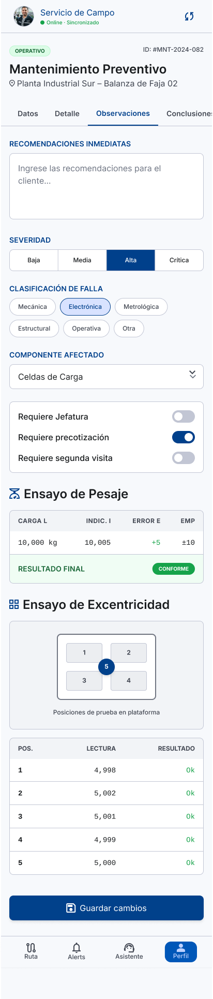 Servicio de Campo
Online · Sincronizado
OPERATIVO
ID: #MNT-2024-082
Mantenimiento Preventivo
Planta Industrial Sur – Balanza de Faja 02
Datos Detalle Observaciones Conclusiones
RECOMENDACIONES INMEDIATAS
Ingrese las recomendaciones para el
cliente...
SEVERIDAD
Baja Media Alta Crítica
CLASIFICACIÓN DE FALLA
Mecánica Electrónica Metrológica
Estructural Operativa Otra
COMPONENTE AFECTADO
Celdas de Carga
Requiere Jefatura
Requiere precotización
Requiere segunda visita
Ensayo de Pesaje
CARGA L INDIC. I ERROR E EMP
10,000 kg 10,005 +5 ±10
RESULTADO FINAL CONFORME
Ensayo de Excentricidad
1 2
5
3 4
Posiciones de prueba en plataforma
POS. LECTURA RESULTADO
1 4,998 Ok
2 5,002 Ok
3 5,001 Ok
4 4,999 Ok
5 5,000 Ok
Guardar cambios
Ruta Alerts Asistente Perfil